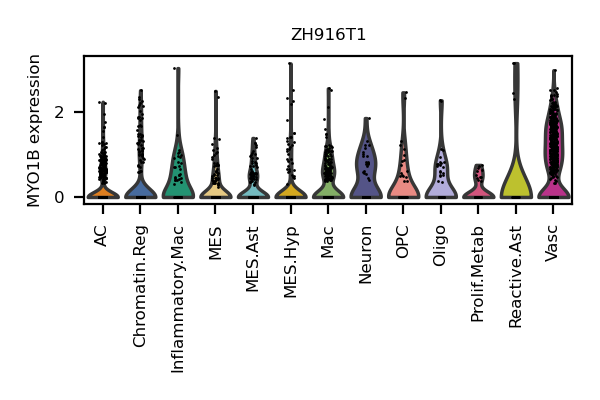 ZH916T1
MYO1B expression
2
0
AC
Chromatin.Reg
Inflammatory.Mac
MES
MES.Ast
MES.Hyp
Mac
Neuron
OPC
Oligo
Prolif.Metab
Reactive.Ast
Vasc